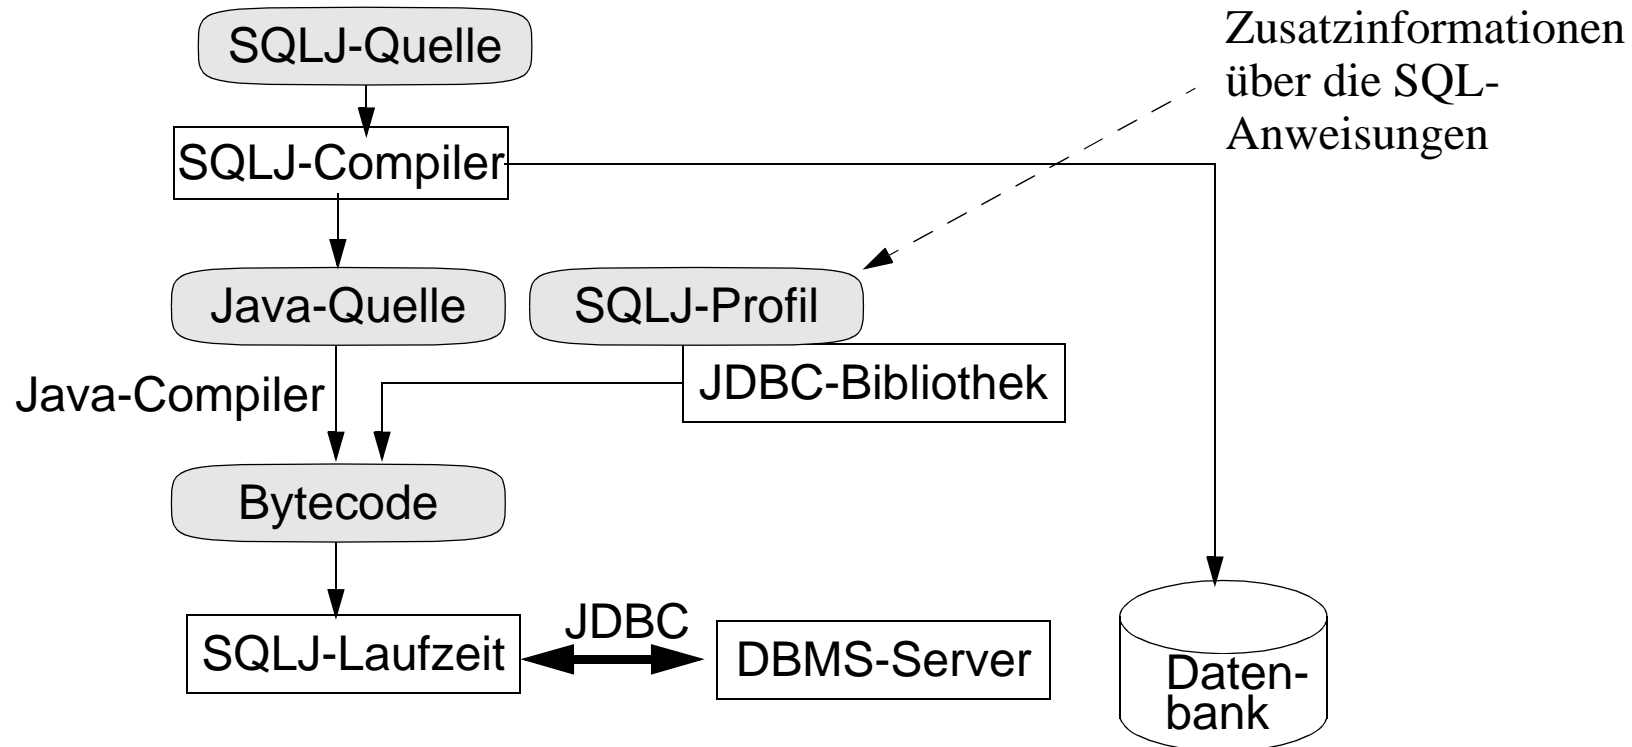 SQLJ-Quelle
Zusatzinformationen
über die SQL-
Anweisungen
SQLJ-Compiler
Java-Quelle
SQLJ-Profil
JDBC-Bibliothek
Java-Compiler
Bytecode
JDBC
SQLJ-Laufzeit
DBMS-Server
Daten-
bank